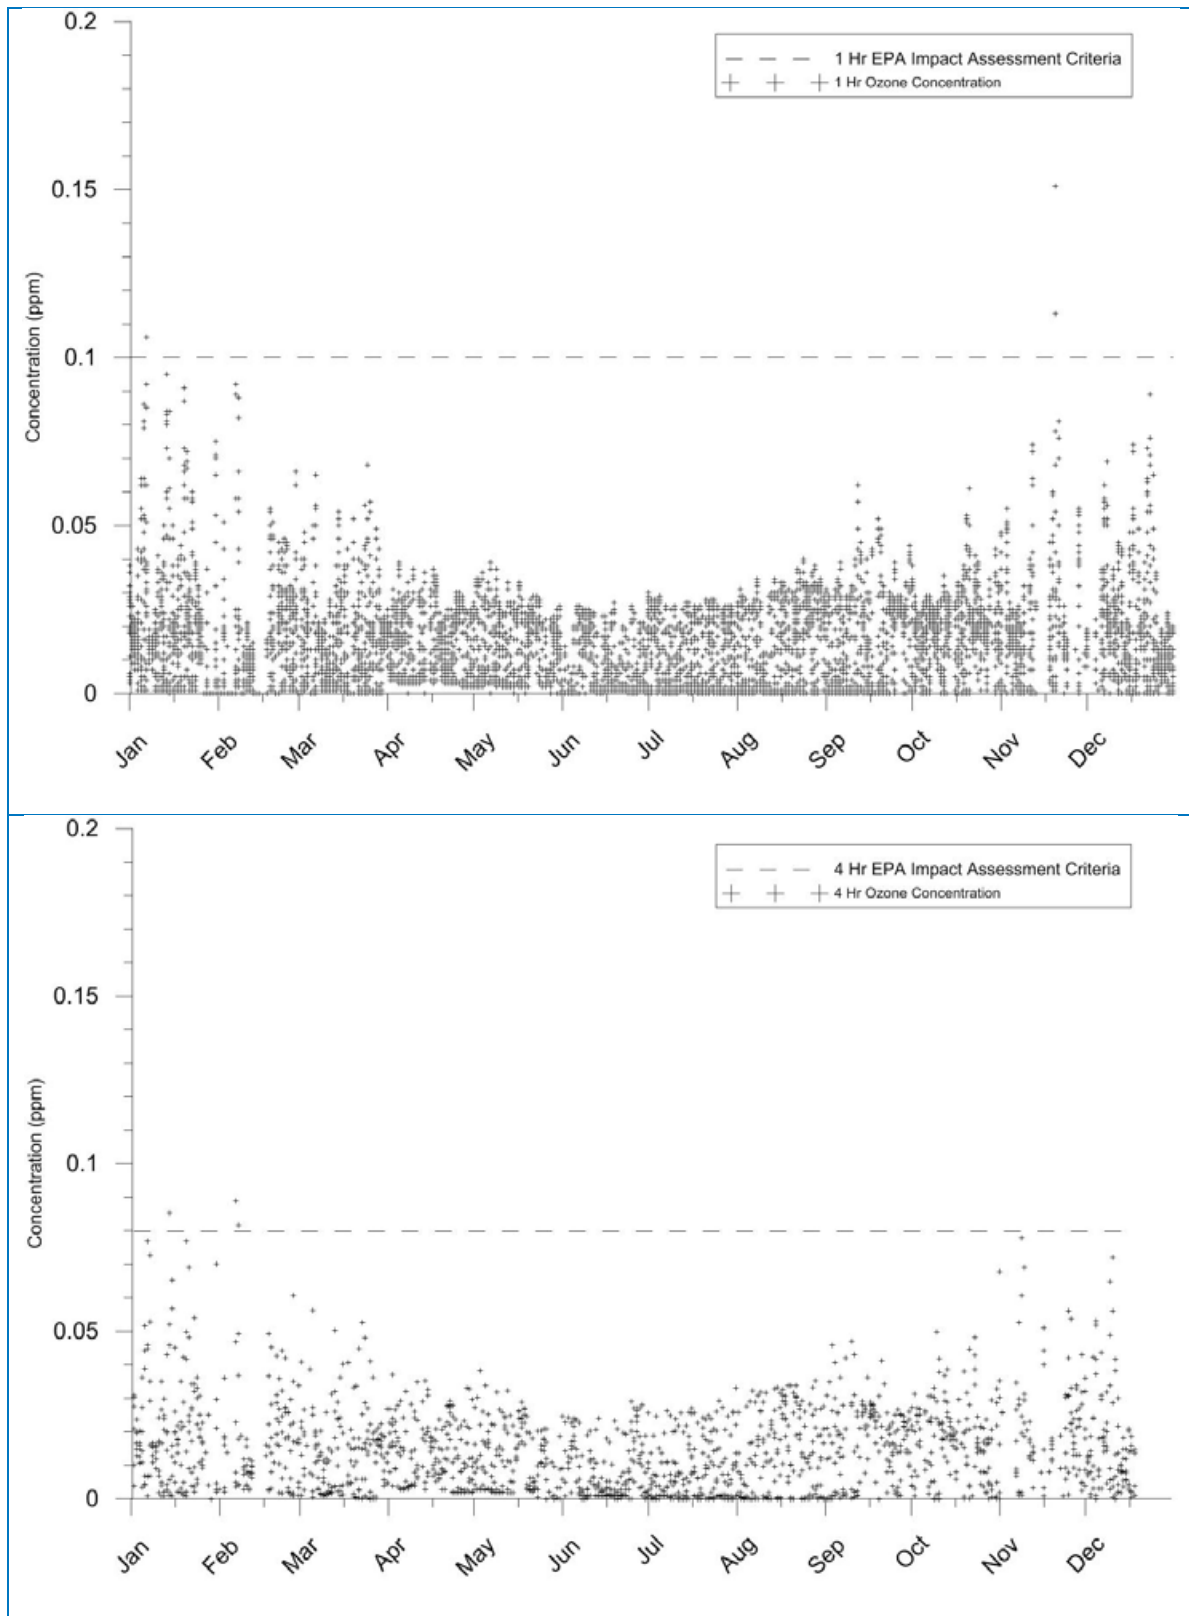 0.2
1 Hr EPA Impact Assessment Criteria
1 Hr Ozone Concentration
0.15
Concentration (ppm)
0.1
0.05
0
Jan Feb Mar Apr May Jun Jul Aug Sep Oct Nov Dec
0.2
4 Hr EPA Impact Assessment Criteria
4 Hr Ozone Concentration
0.15
Concentration (ppm)
0.1
0.05
0
Jan Feb Mar Apr May Jun Jul Aug Sep Oct Nov Dec